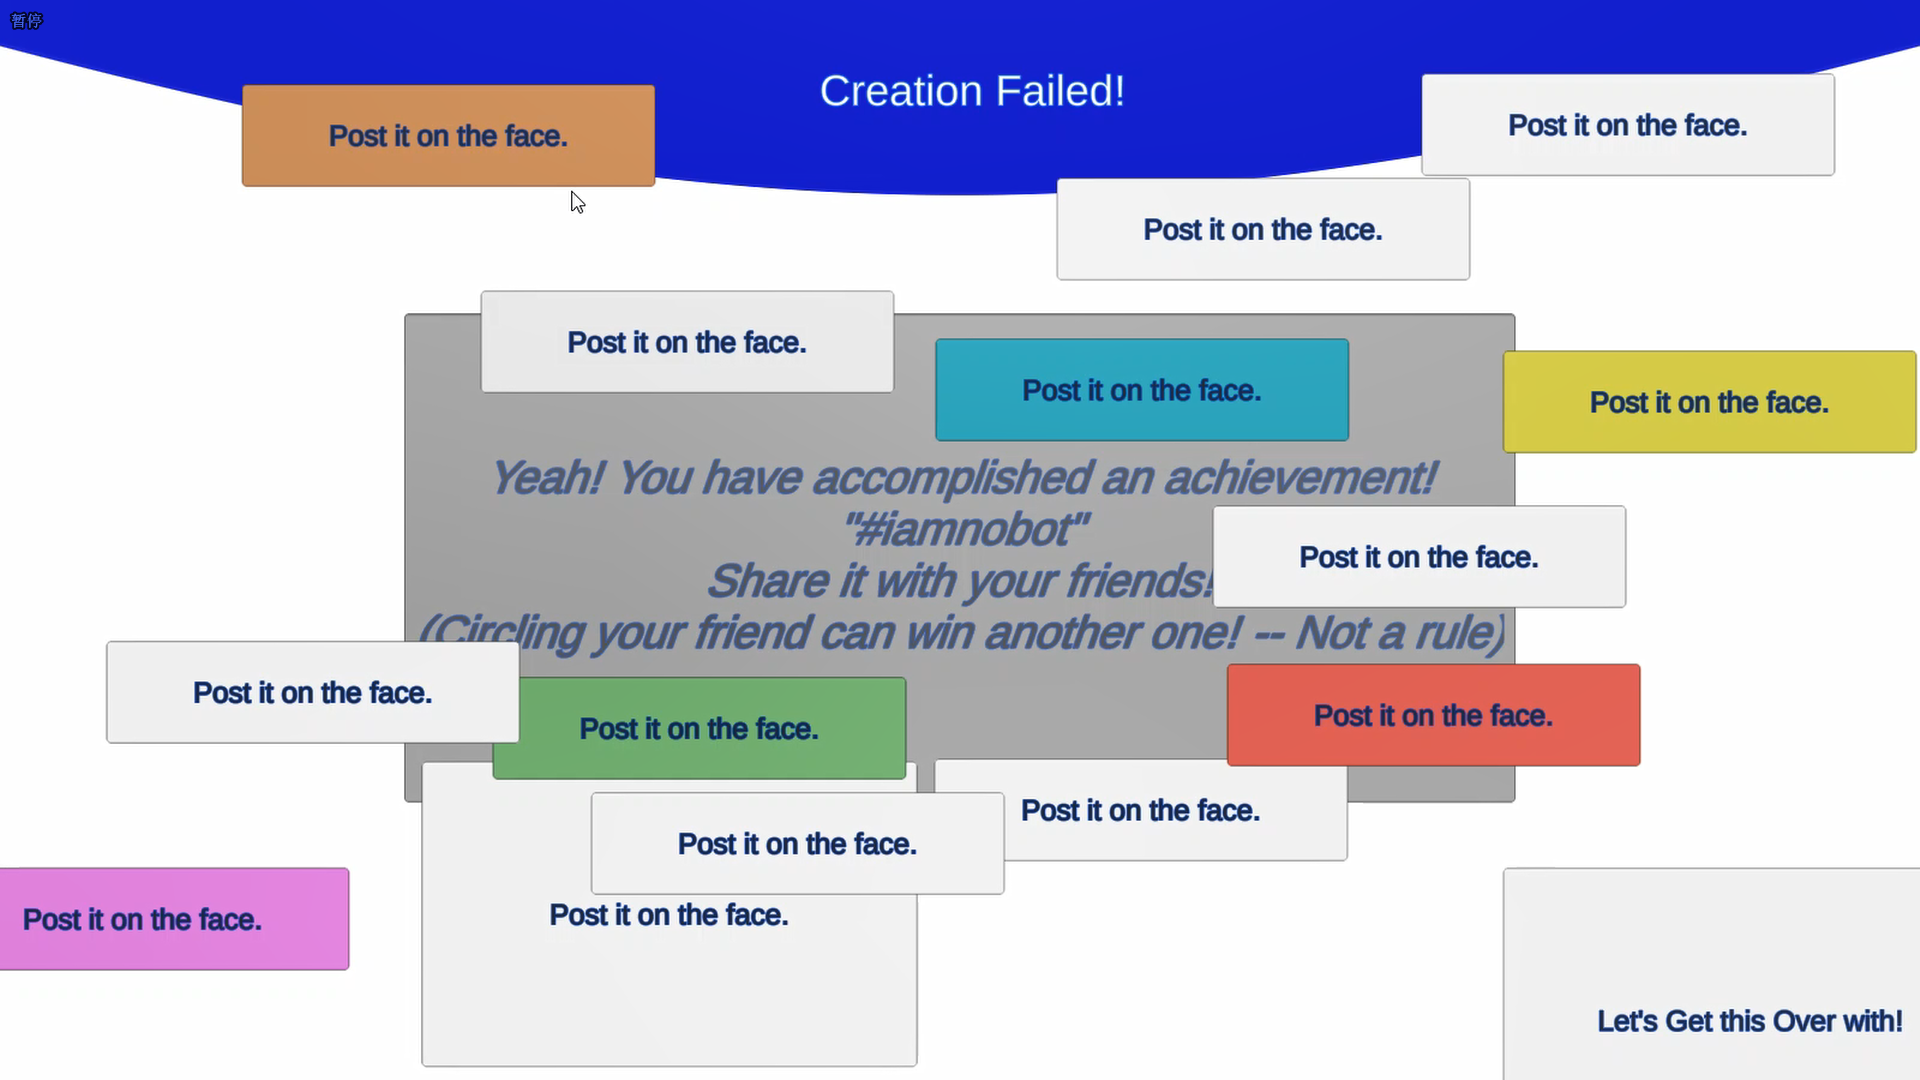 暂停
Creation Failed!
Post it on the face.
Post it on the face.
Post it on the face.
Post it on the face.
Post it on the face.
Post it on the face.
Yeah! You have accomplished an achievement!
"#iamnobot"
Share it with your friends!
Post it on the face.
(Circling your friend can win another one! -- Not a rule)
Post it on the face.
Post it on the face.
Post it on the face.
Post it on the face.
Post it on the face.
Post it on the face.
Post it on the face.
Let's Get this Over with!